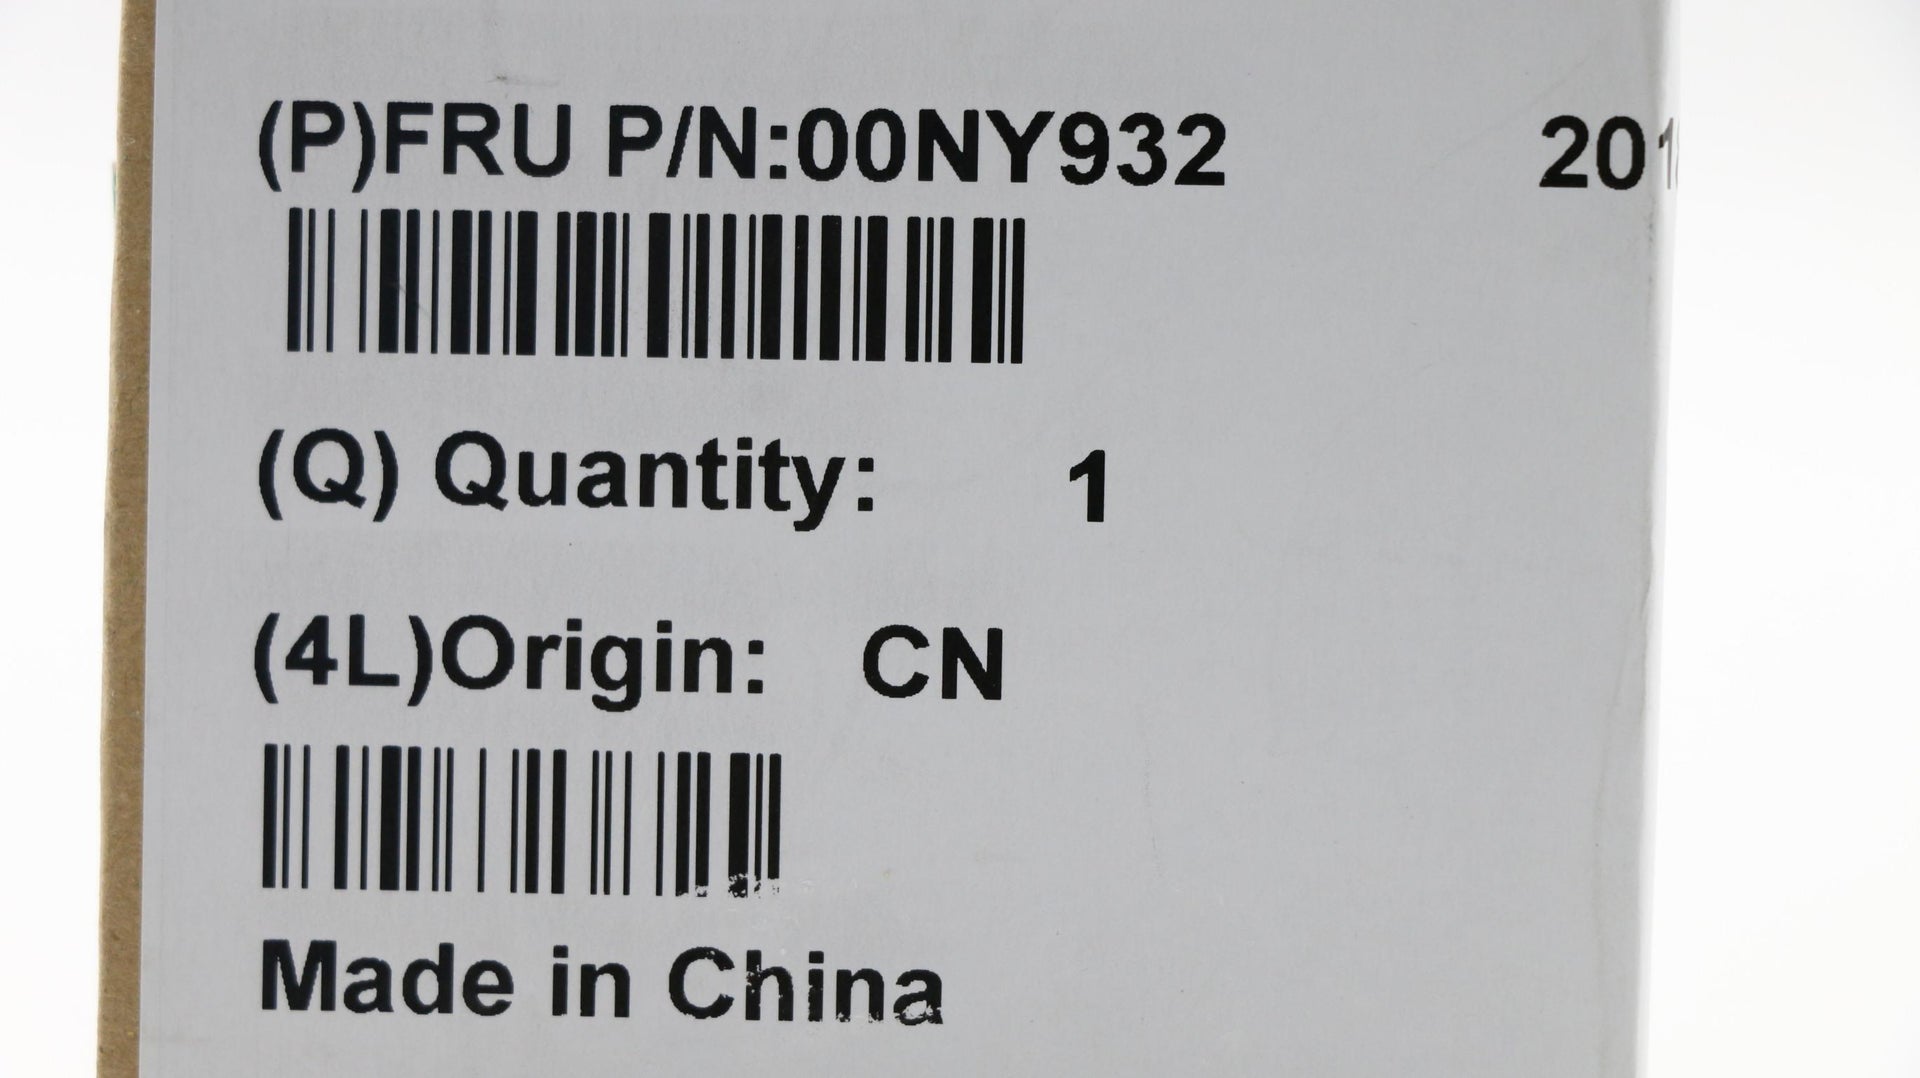 (P)FRU P/N:00NY932
(Q) Quantity: 1
(4L)Origin: CN
Made in China